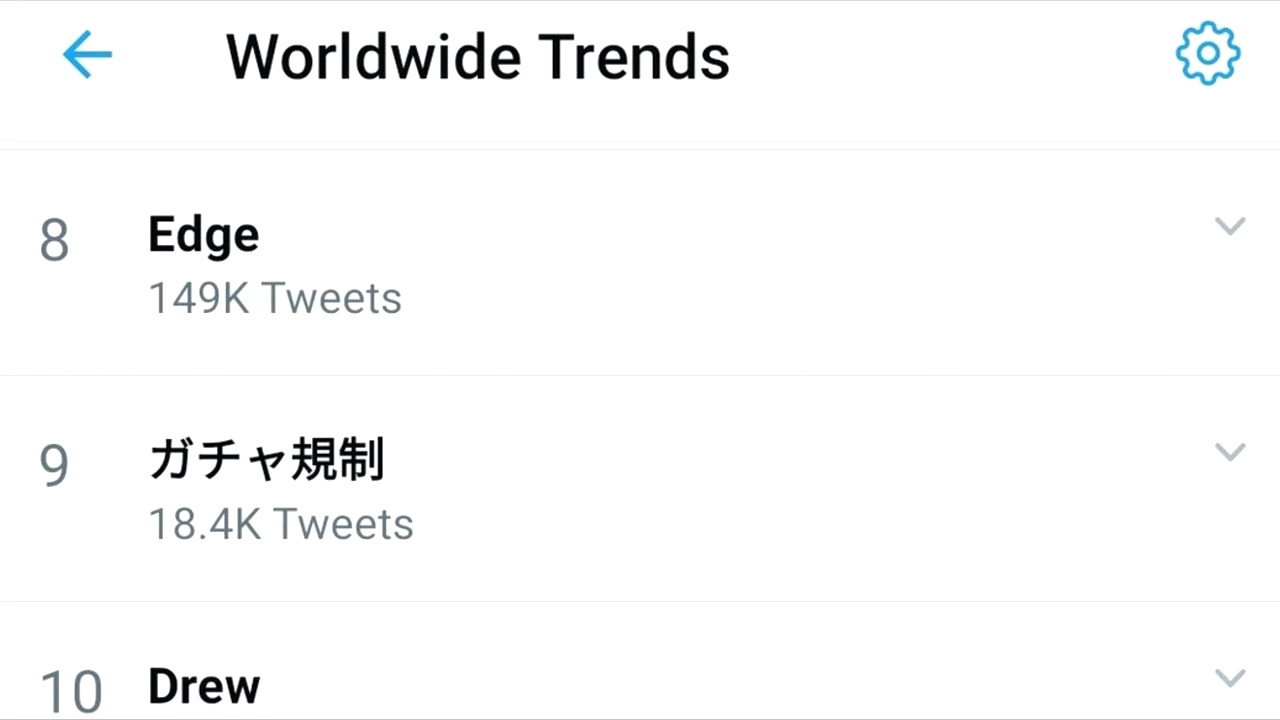 Worldwide Trends
8 Edge
149K Tweets
9 ガチャ規制
18.4K Tweets
10 Drew